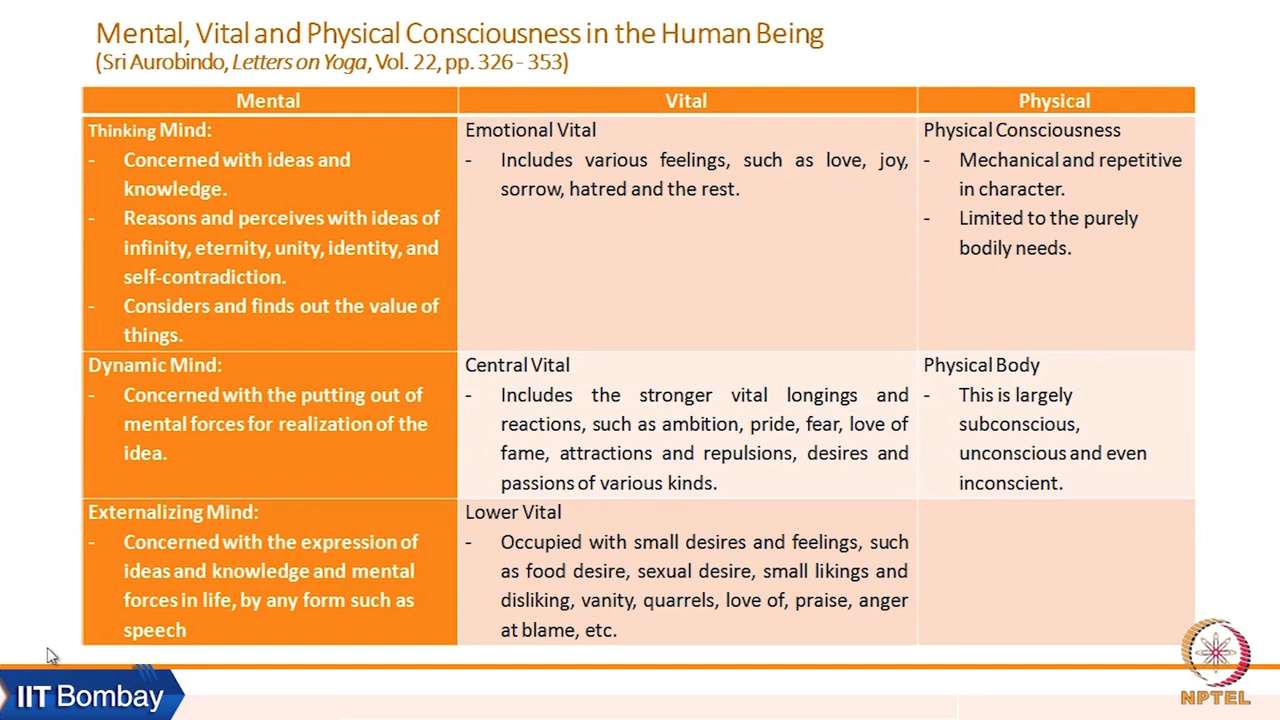 Mental, Vital and Physical Consciousness in the Human Being
(Sri Aurobindo, Letters on Yoga, Vol. 22, pp. 326 - 353)
Mental Vital Physical
Thinking Mind:
- Concerned with ideas and
knowledge.
- Reasons and perceives with ideas of
infinity, eternity, unity, identity, and
self-contradiction.
- Considers and finds out the value of
things.
Emotional Vital
- Includes various feelings, such as love, joy,
sorrow, hatred and the rest.
Physical Consciousness
- Mechanical and repetitive
in character.
- Limited to the purely
bodily needs.
Dynamic Mind:
- Concerned with the putting out of
mental forces for realization of the
idea.
Central Vital
- Includes the stronger vital longings and
reactions, such as ambition, pride, fear, love of
fame, attractions and repulsions, desires and
passions of various kinds.
Physical Body
- This is largely
subconscious,
unconscious and even
inconscient.
Externalizing Mind:
- Concerned with the expression of
ideas and knowledge and mental
forces in life, by any form such as
speech
Lower Vital
- Occupied with small desires and feelings, such
as food desire, sexual desire, small likings and
disliking, vanity, quarrels, love of, praise, anger
at blame, etc.
IIT Bombay
NPTEL